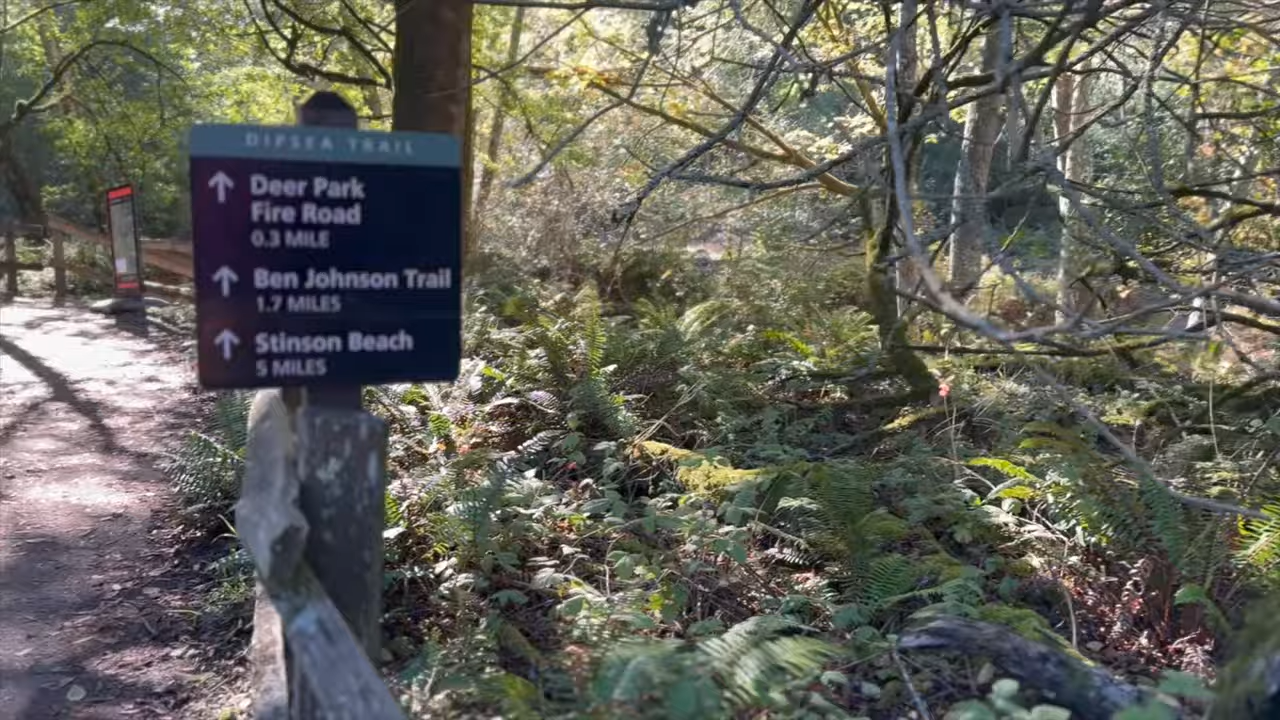 DIPSEA TRAIL
↑ Deer Park
Fire Road
0.3 MILE
↑ Ben Johnson Trail
1.7 MILES
↑ Stinson Beach
5 MILES